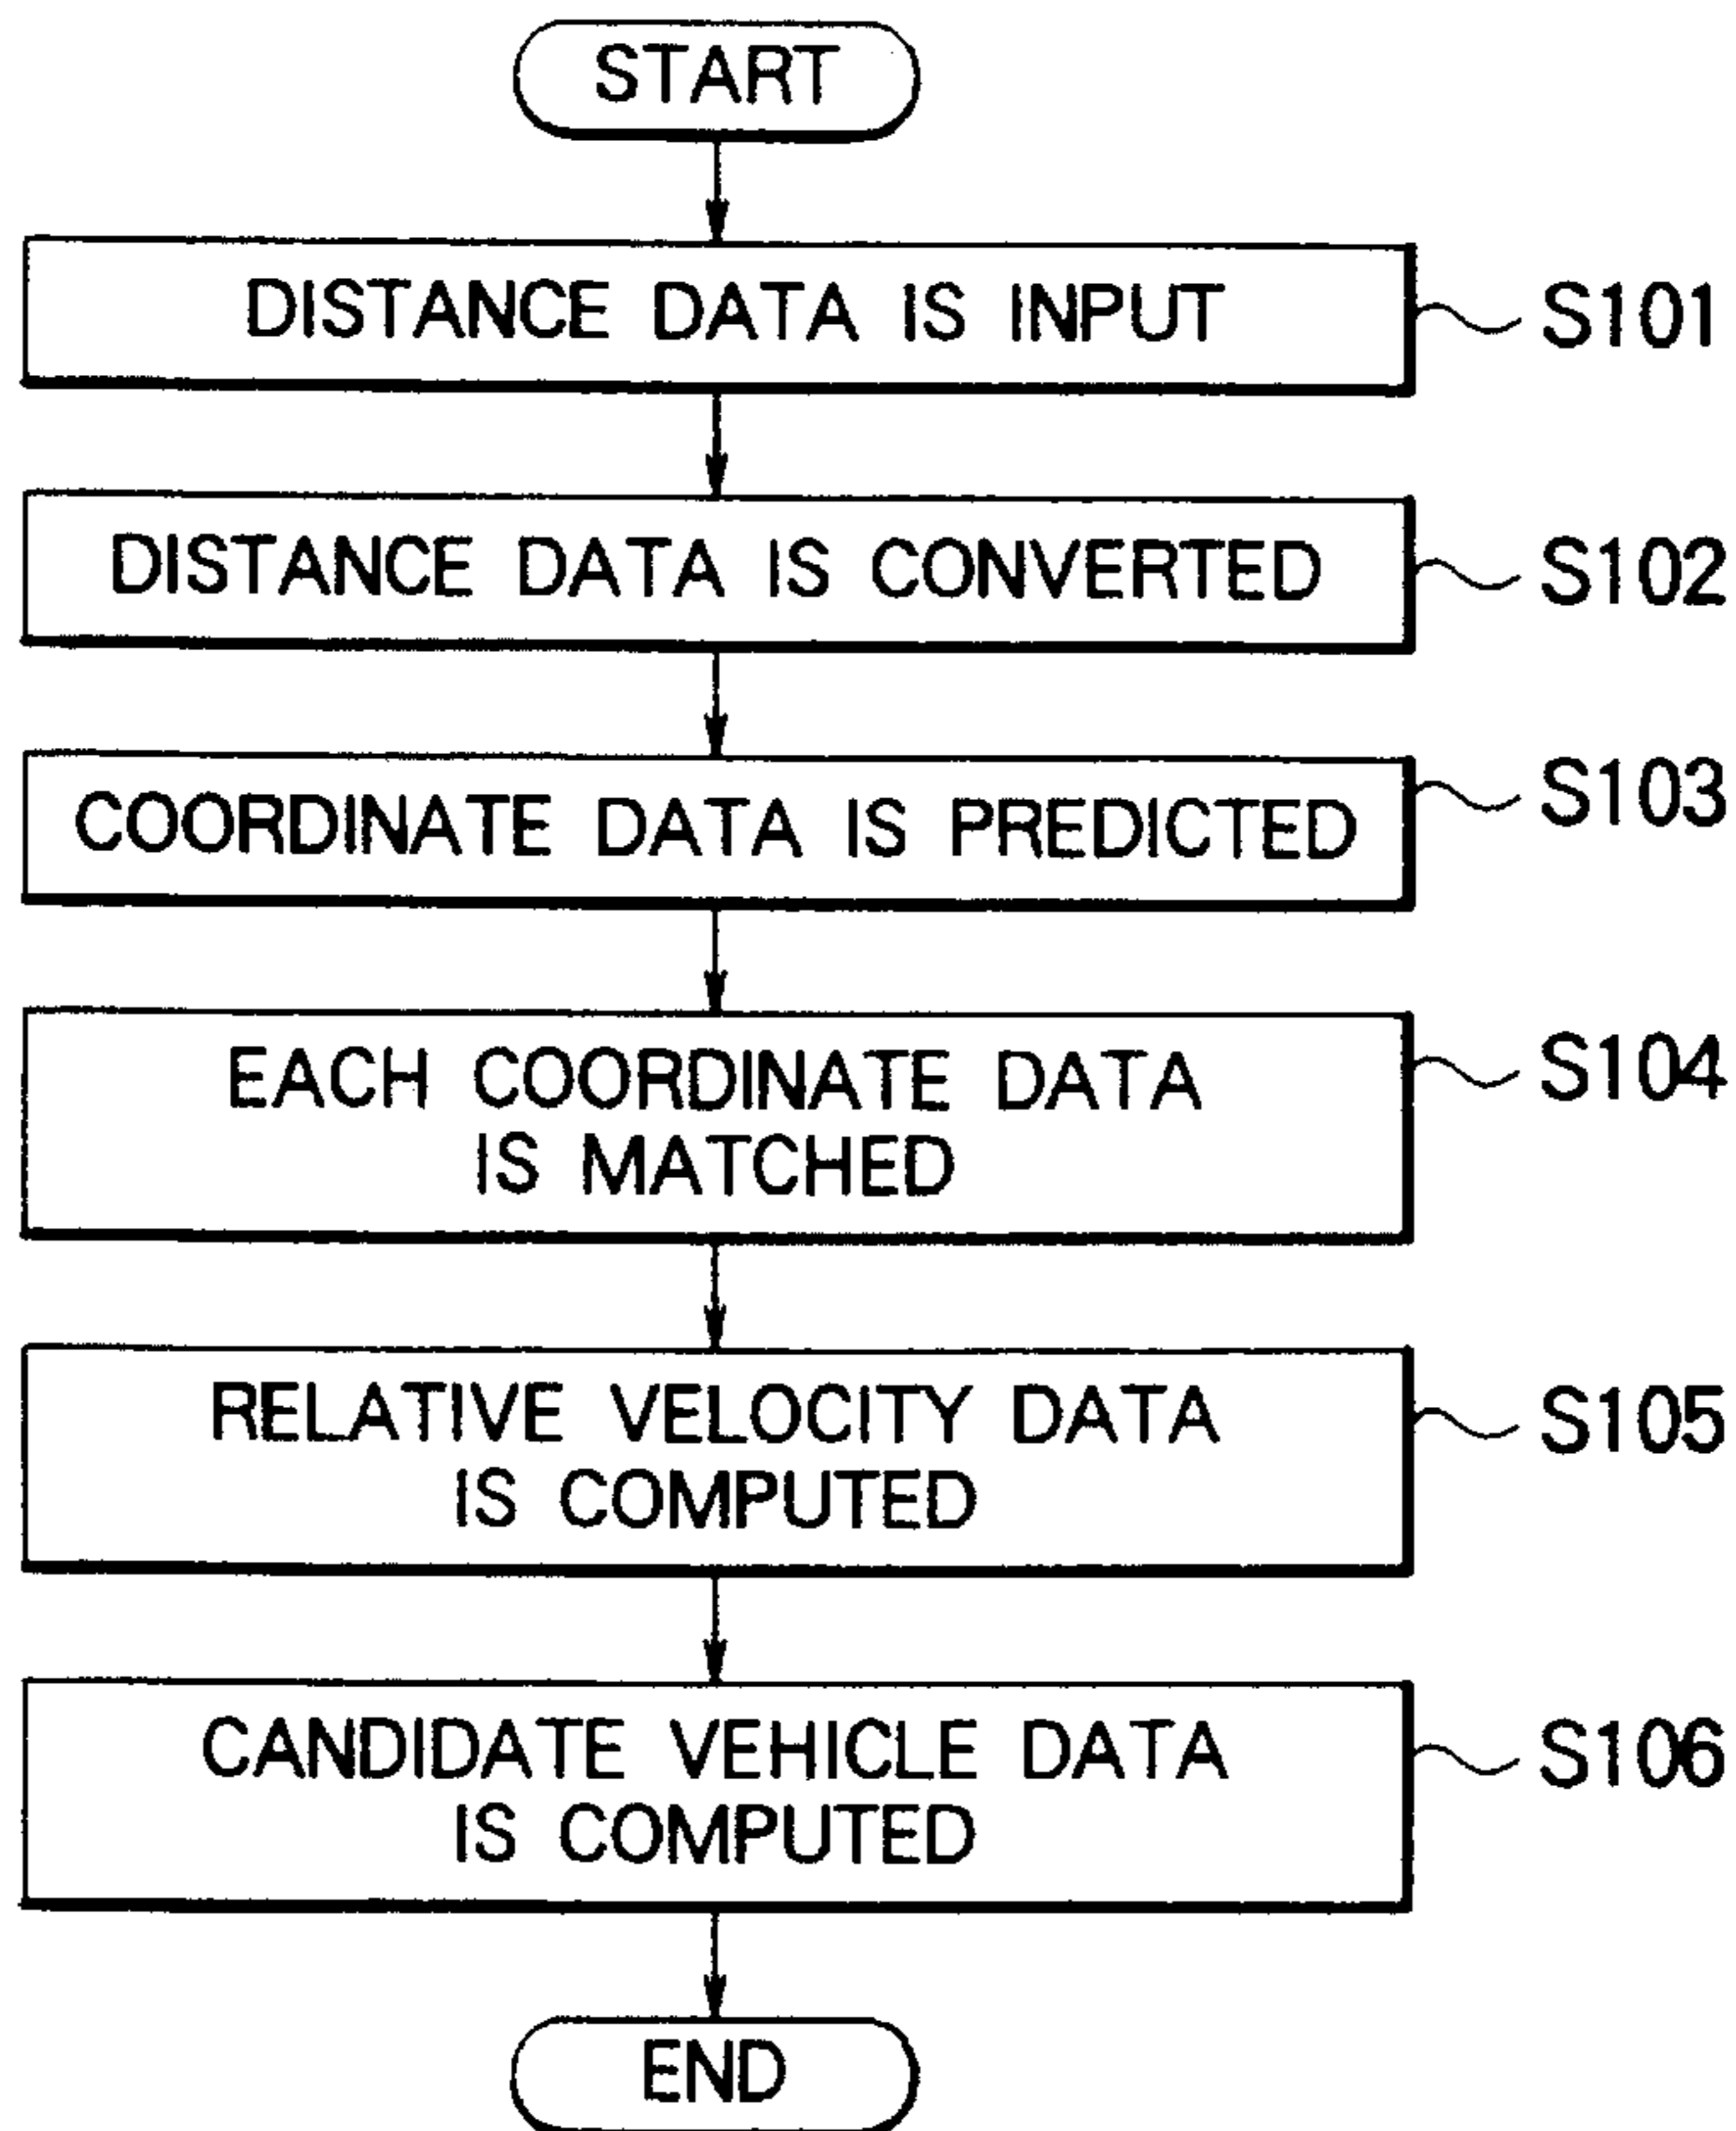 START
DISTANCE DATA IS INPUT S101
DISTANCE DATA IS CONVERTED S102
COORDINATE DATA IS PREDICTED S103
EACH COORDINATE DATA S104
IS MATCHED
RELATIVE VELOCITY DATA S105
IS COMPUTED
CANDIDATE VEHICLE DATA S106
IS COMPUTED
END